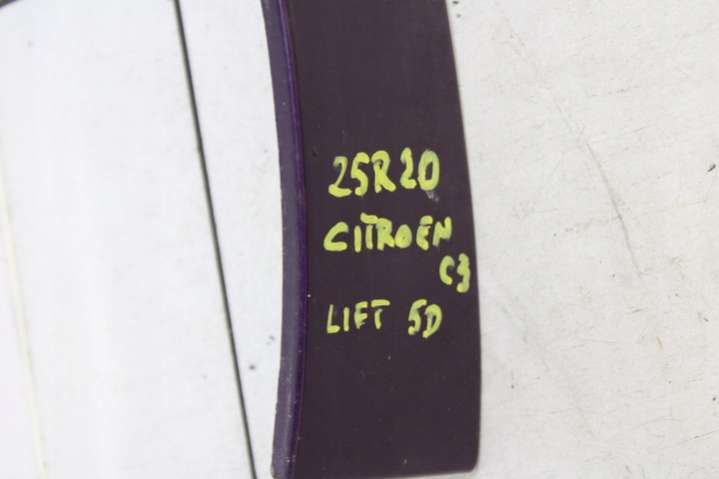 25R20
CITROEN
C3
LIFT 5D